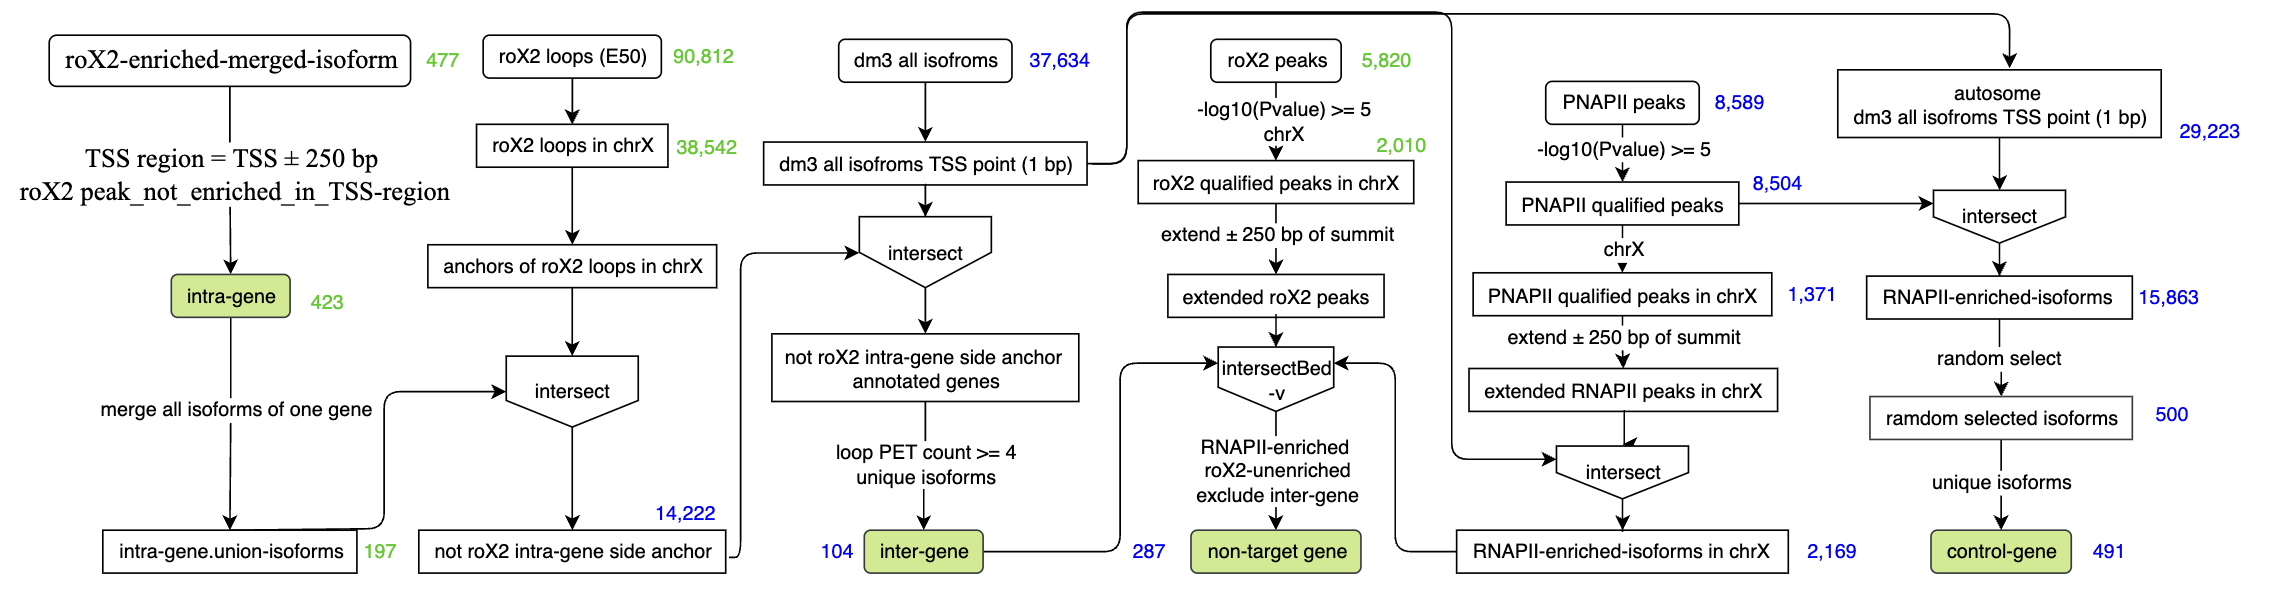 roX2-enriched-merged-isoform
477
TSS region = TSS ± 250 bp
roX2 peak_not_enriched_in_TSS-region
intra-gene
423
merge all isoforms of one gene
intra-gene.union-isoforms
197
roX2 loops (E50)
90,812
roX2 loops in chrX
38,542
anchors of roX2 loops in chrX
intersect
14,222
not roX2 intra-gene side anchor
dm3 all isofroms
37,634
dm3 all isofroms TSS point (1 bp)
intersect
not roX2 intra-gene side anchor
annotated genes
loop PET count >= 4
unique isoforms
104
inter-gene
roX2 peaks
5,820
-log10(Pvalue) >= 5
chrX
2,010
roX2 qualified peaks in chrX
extend ± 250 bp of summit
extended roX2 peaks
intersectBed
-v
RNAPII-enriched
roX2-unenriched
exclude inter-gene
287
non-target gene
PNAPII peaks
8,589
-log10(Pvalue) >= 5
8,504
PNAPII qualified peaks
chrX
PNAPII qualified peaks in chrX
1,371
extend ± 250 bp of summit
extended RNAPII peaks in chrX
intersect
RNAPII-enriched-isoforms in chrX
2,169
autosome
dm3 all isofroms TSS point (1 bp)
29,223
intersect
RNAPII-enriched-isoforms
15,863
random select
ramdom selected isoforms
500
unique isoforms
control-gene
491